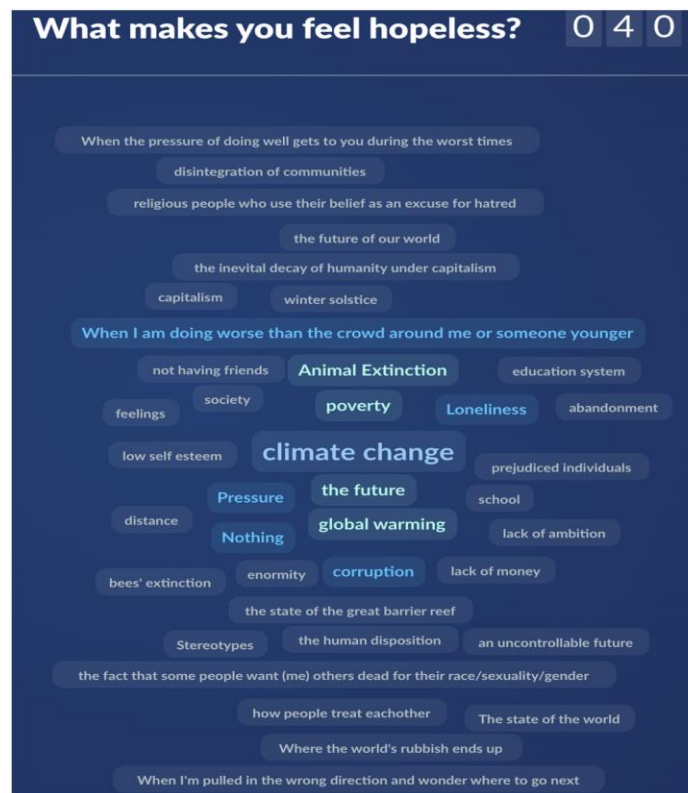 What makes you feel hopeless? 0 4 0
When the pressure of doing well gets to you during the worst times
disintegration of communities
religious people who use their belief as an excuse for hatred
the future of our world
the inevital decay of humanity under capitalism
capitalism winter solstice
When I am doing worse than the crowd around me or someone younger
not having friends Animal Extinction education system
feelings society poverty Loneliness abandonment
low self esteem climate change prejudiced individuals
Pressure the future school
distance Nothing global warming lack of ambition
bees' extinction enormity corruption lack of money
the state of the great barrier reef
Stereotypes the human disposition an uncontrollable future
the fact that some people want (me) others dead for their race/sexuality/gender
how people treat eachother The state of the world
Where the world's rubbish ends up
When I'm pulled in the wrong direction and wonder where to go next